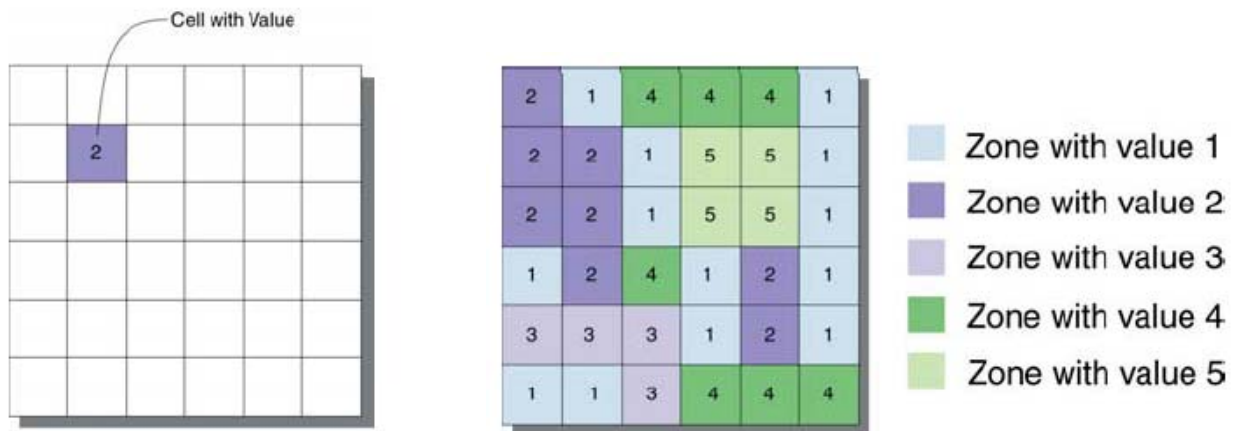 Cell with Value
2
2 1 4 4 4 1
2 2 1 5 5 1
2 2 1 5 5 1
1 2 4 1 2 1
3 3 3 1 2 1
1 1 3 4 4 4
Zone with value 1
Zone with value 2
Zone with value 3
Zone with value 4
Zone with value 5